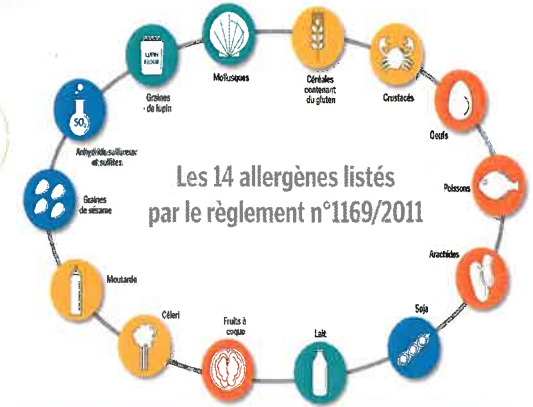 Les 14 allergènes listés
par le règlement n°1169/2011
Céréales
contenant
du gluten
Crustacés
Oeufs
Poissons
Arachides
Soja
Lait
Fruits à
coque
Céleri
Moutarde
Graines
de sésame
SO₂
Anhydride sulfureux
et sulfites
LUPIN
FLOUR
Graines
de lupin
Mollusques